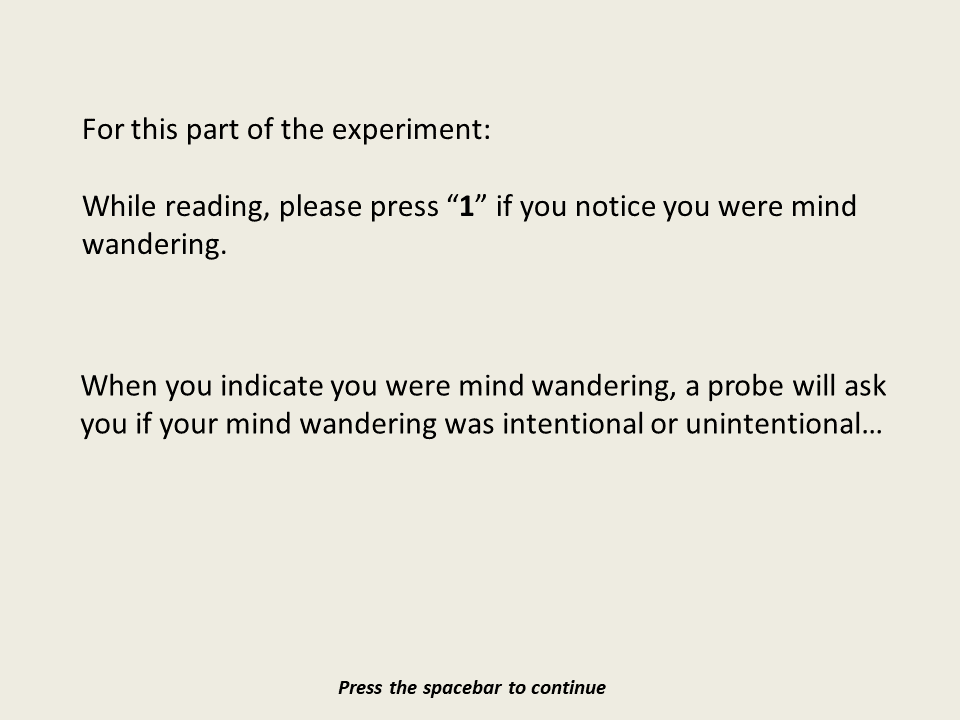 For this part of the experiment:
While reading, please press “1” if you notice you were mind
wandering.
When you indicate you were mind wandering, a probe will ask
you if your mind wandering was intentional or unintentional…
Press the spacebar to continue